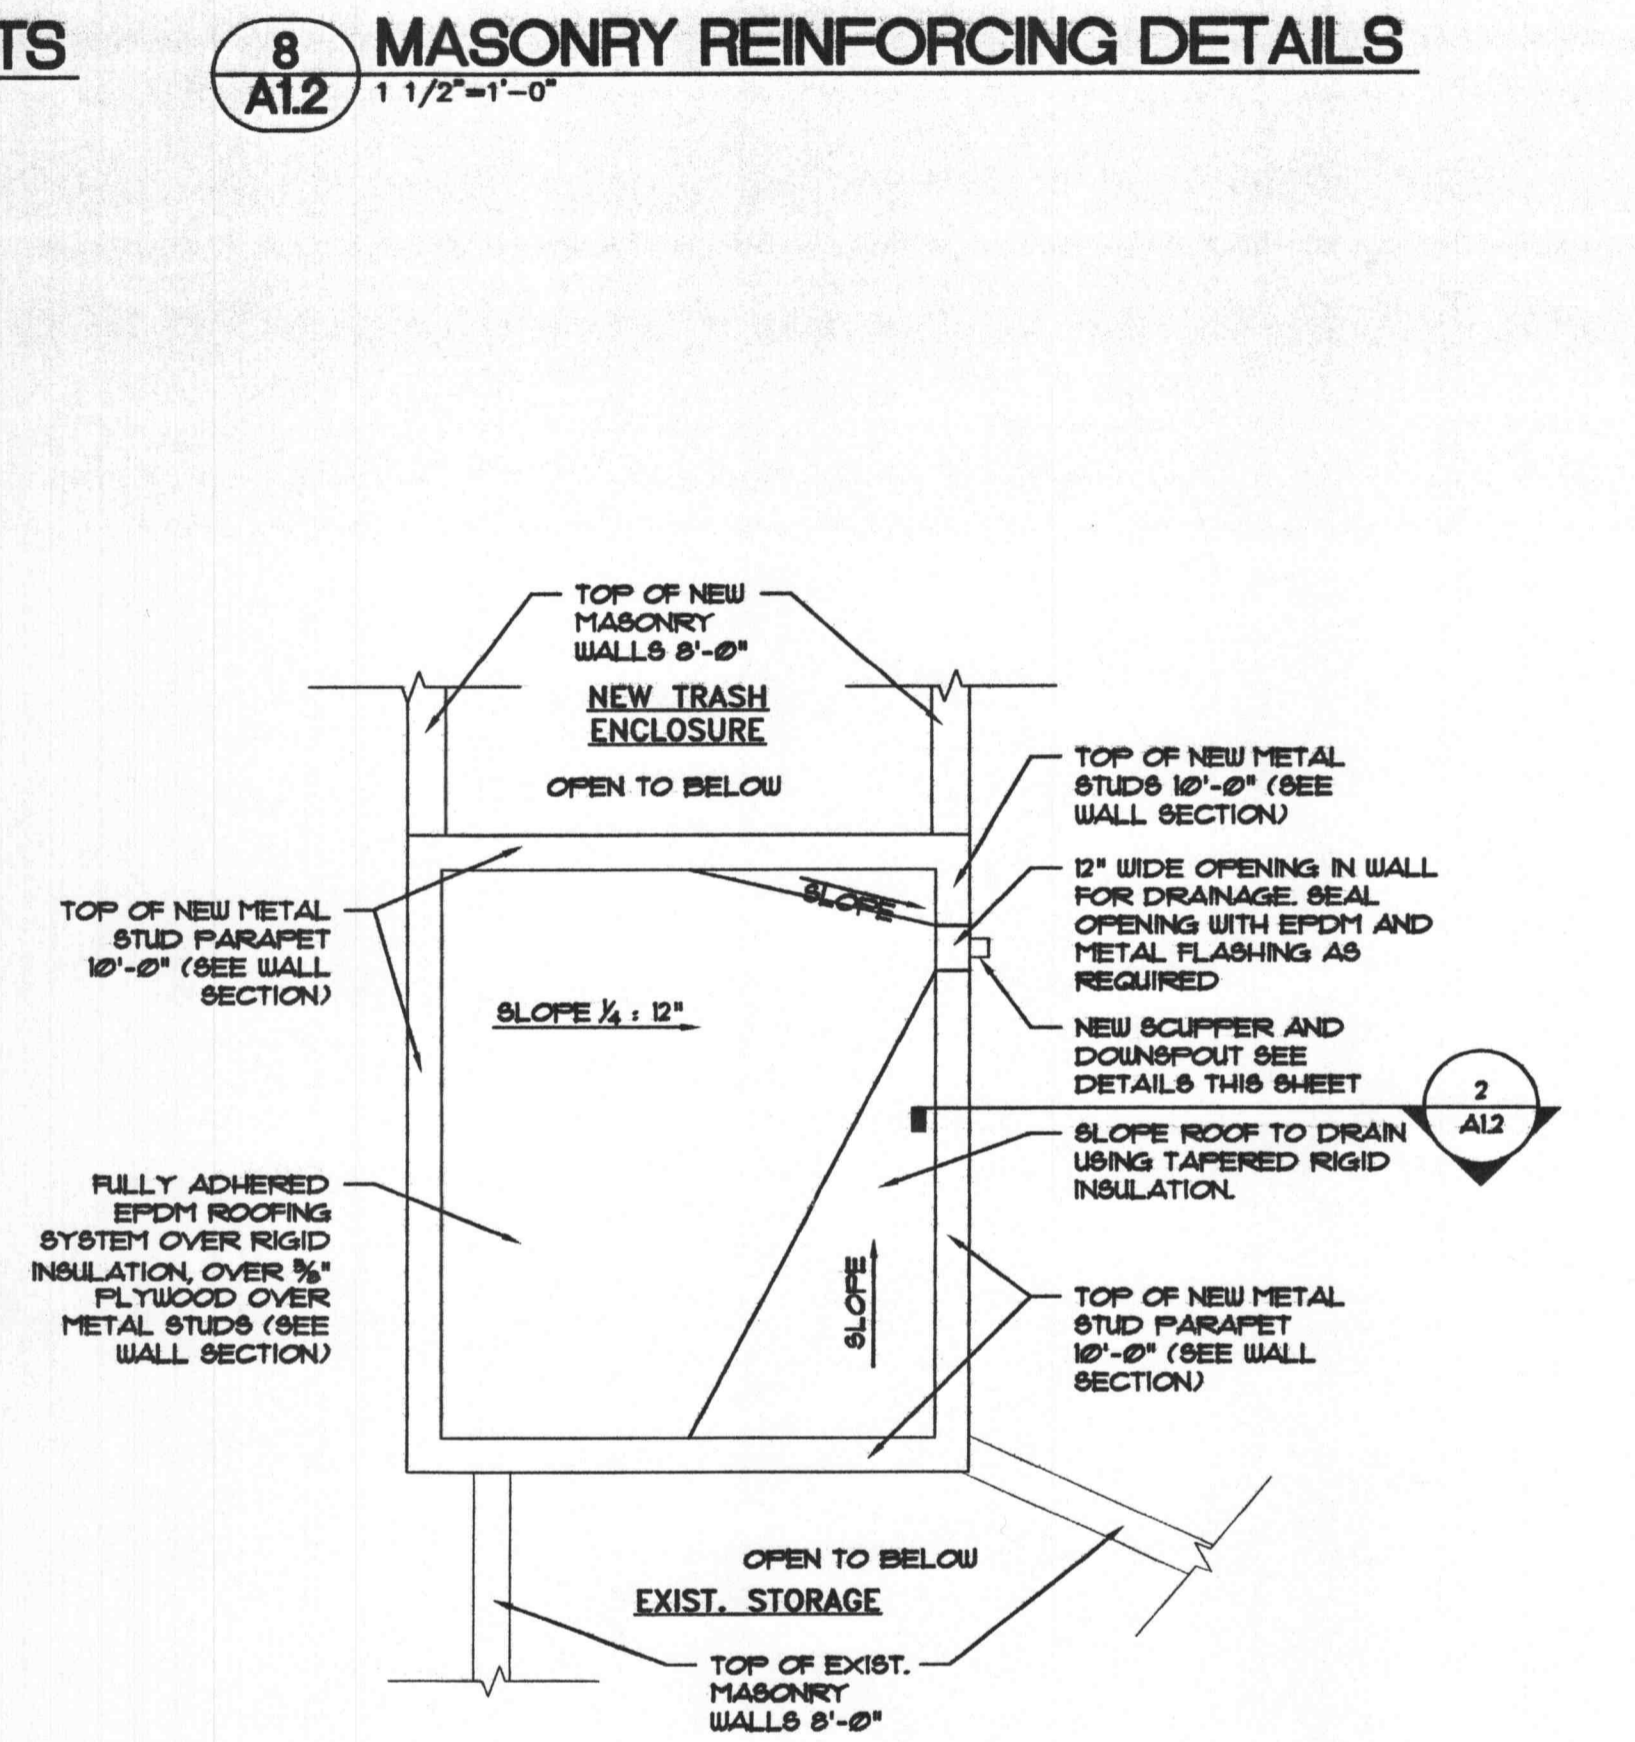 TS
8
A1.2
MASONRY REINFORCING DETAILS
1 1/2"=1'-0"
TOP OF NEW
MASONRY
WALLS 8'-0"
NEW TRASH
ENCLOSURE
OPEN TO BELOW
TOP OF NEW METAL
STUDS 10'-0" (SEE
WALL SECTION)
12" WIDE OPENING IN WALL
FOR DRAINAGE. SEAL
OPENING WITH EPDM AND
METAL FLASHING AS
REQUIRED
SLOPE
TOP OF NEW METAL
STUD PARAPET
10'-0" (SEE WALL
SECTION)
SLOPE 1/4 : 12"
NEW SCUPPER AND
DOWNSPOUT SEE
DETAILS THIS SHEET
2
A1.2
SLOPE ROOF TO DRAIN
USING TAPERED RIGID
INSULATION.
FULLY ADHERED
EPDM ROOFING
SYSTEM OVER RIGID
INSULATION, OVER 5/8"
PLYWOOD OVER
METAL STUDS (SEE
WALL SECTION)
SLOPE
TOP OF NEW METAL
STUD PARAPET
10'-0" (SEE WALL
SECTION)
OPEN TO BELOW
EXIST. STORAGE
TOP OF EXIST.
MASONRY
WALLS 8'-0"